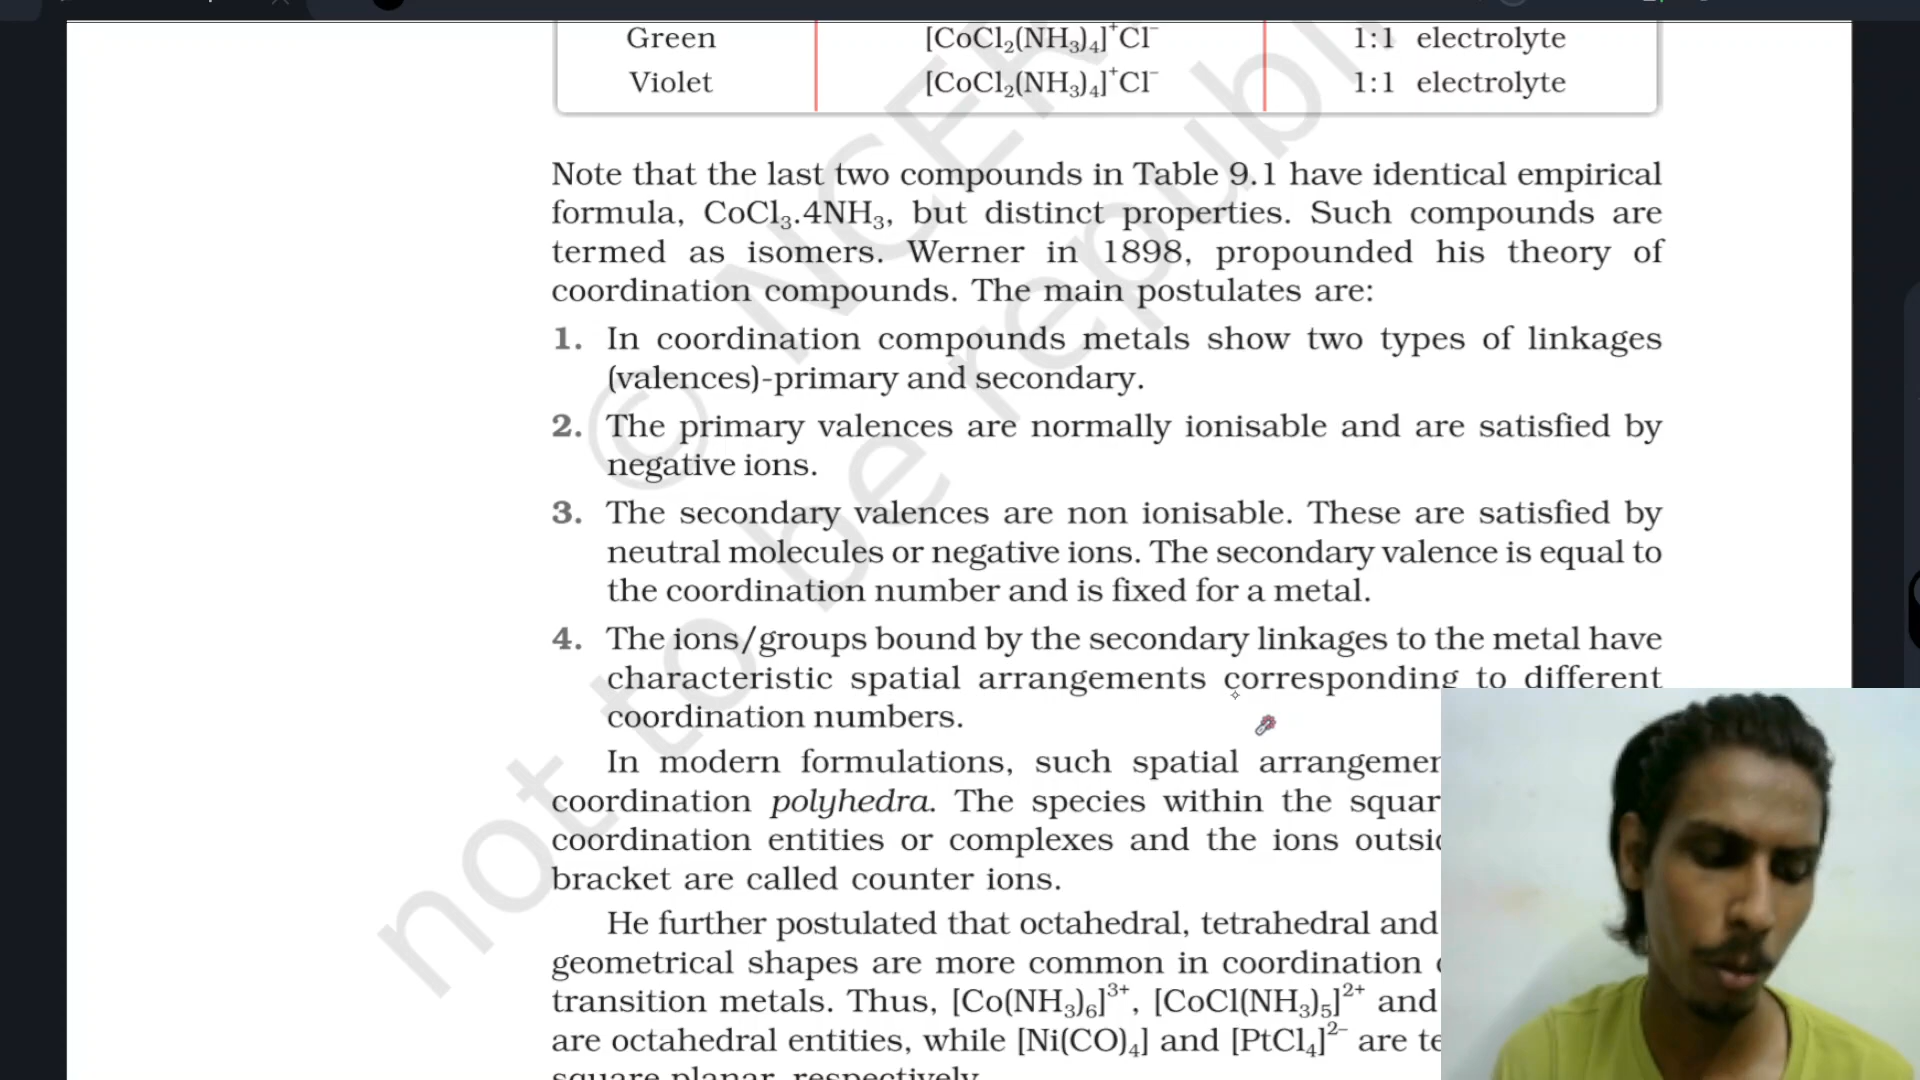 Green [CoCl₂(NH₃)₄]⁺Cl⁻ 1:1 electrolyte
Violet [CoCl₂(NH₃)₄]⁺Cl⁻ 1:1 electrolyte
Note that the last two compounds in Table 9.1 have identical empirical
formula, CoCl₃.4NH₃, but distinct properties. Such compounds are
termed as isomers. Werner in 1898, propounded his theory of
coordination compounds. The main postulates are:
1. In coordination compounds metals show two types of linkages
(valences)-primary and secondary.
2. The primary valences are normally ionisable and are satisfied by
negative ions.
3. The secondary valences are non ionisable. These are satisfied by
neutral molecules or negative ions. The secondary valence is equal to
the coordination number and is fixed for a metal.
4. The ions/groups bound by the secondary linkages to the metal have
characteristic spatial arrangements corresponding to different
coordination numbers.
In modern formulations, such spatial
coordination polyhedra. The species within the
coordination entities or complexes and the ions
bracket are called counter ions.
He further postulated that octahedral, tetrahedral and
geometrical shapes are more common in coordination
transition metals. Thus, [Co(NH₃)₆]³⁺, [CoCl(NH₃)₅]²⁺ and
are octahedral entities, while [Ni(CO)₄] and [PtCl₄]²⁻ are
square planar, respectively.
© NCER
not to be republ